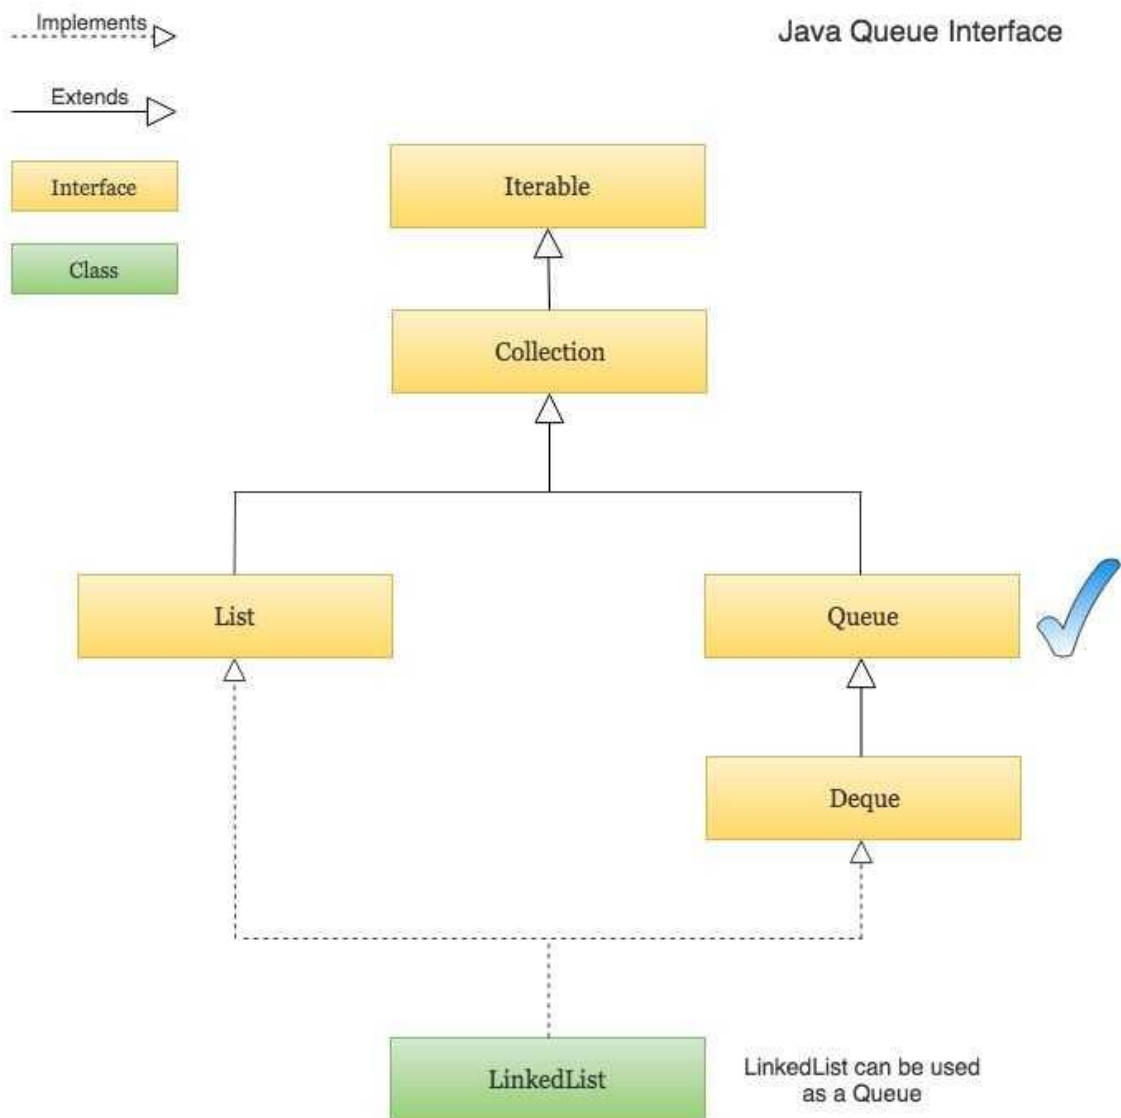 Implements
Java Queue Interface
Extends
Interface
Iterable
Class
Collection
List
Queue
Deque
LinkedList
LinkedList can be used
as a Queue